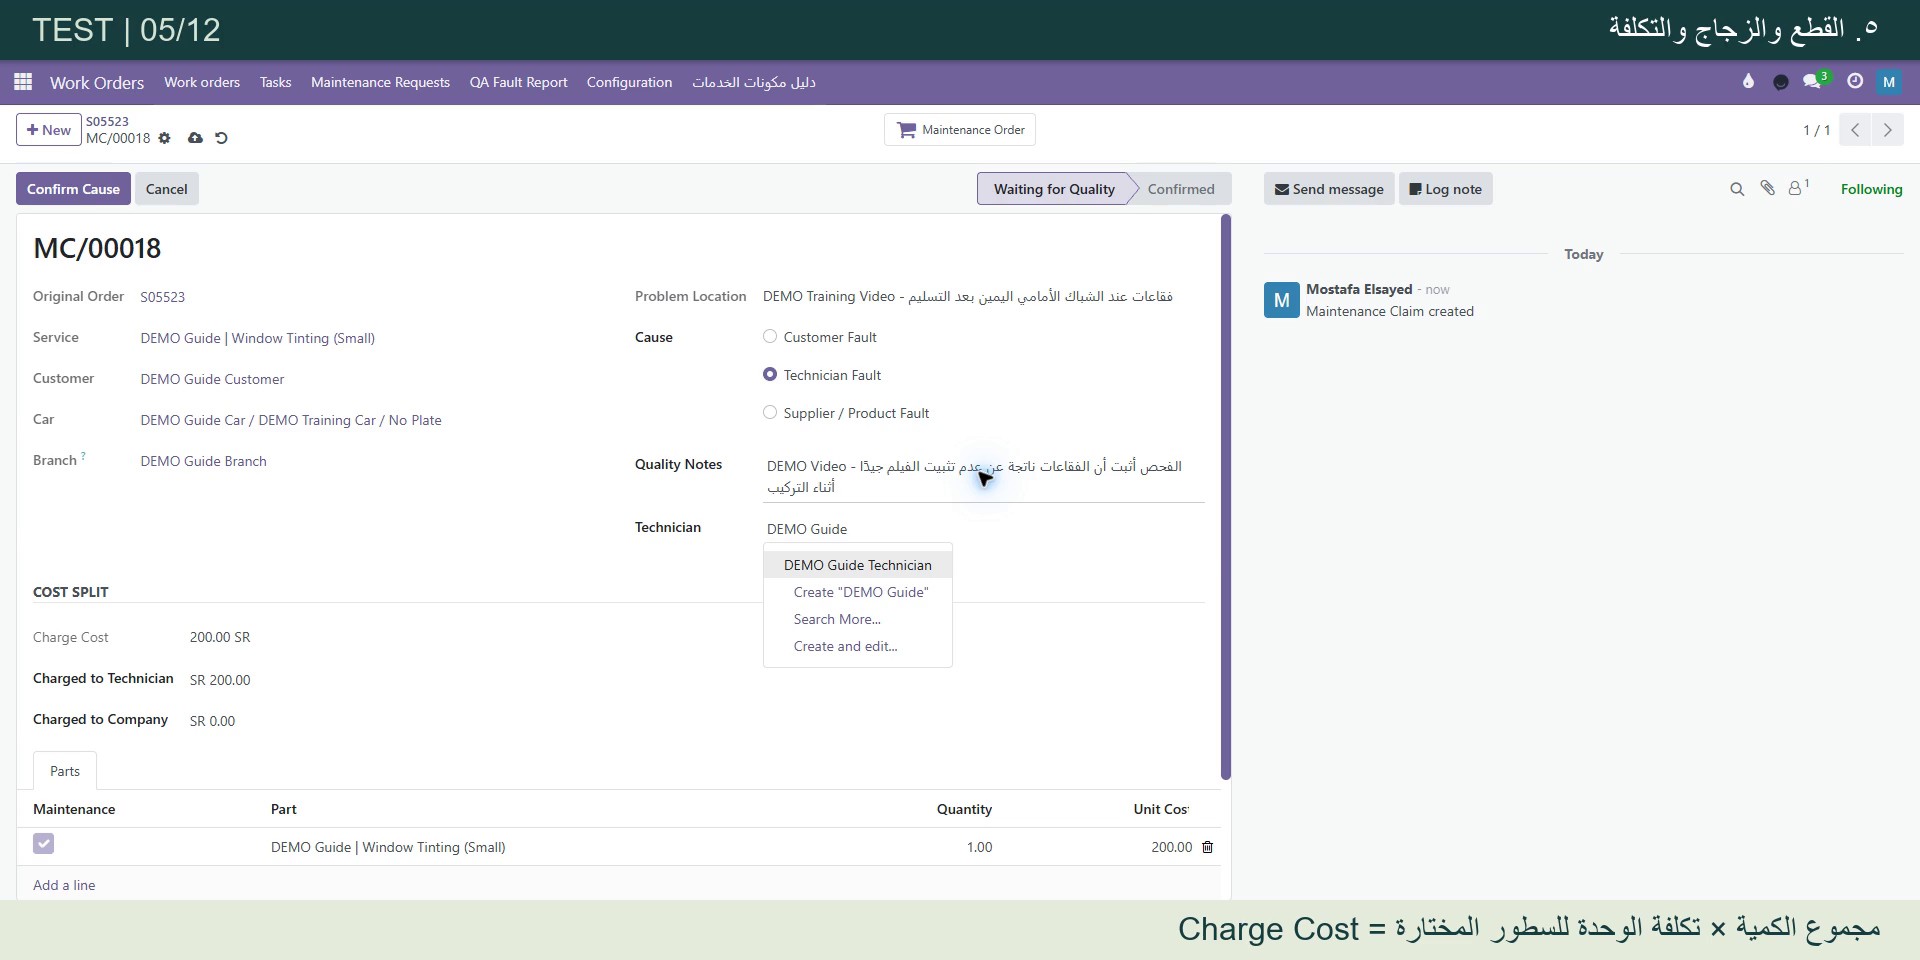 TEST | 05/12
٥. القطع والزجاج والتكلفة
Work Orders Work orders Tasks Maintenance Requests QA Fault Report Configuration دليل مكونات الخدمات
3
M
New
S05523
MC/00018
Maintenance Order
1 / 1
Confirm Cause Cancel
Waiting for Quality Confirmed
Send message Log note
1
Following
MC/00018
Original Order S05523
Service DEMO Guide | Window Tinting (Small)
Customer DEMO Guide Customer
Car DEMO Guide Car / DEMO Training Car / No Plate
Branch ? DEMO Guide Branch
Problem Location DEMO Training Video - فقاعات عند الشباك الأمامي اليمين بعد التسليم
Cause Customer Fault
Technician Fault
Supplier / Product Fault
Quality Notes DEMO Video - الفحص أثبت أن الفقاعات ناتجة عن عدم تثبيت الفيلم جيدًا
أثناء التركيب
Technician DEMO Guide
DEMO Guide Technician
Create "DEMO Guide"
Search More...
Create and edit...
COST SPLIT
Charge Cost 200.00 SR
Charged to Technician SR 200.00
Charged to Company SR 0.00
Parts
Maintenance Part Quantity Unit Cos
DEMO Guide | Window Tinting (Small) 1.00 200.00
Add a line
Today
M
Mostafa Elsayed - now
Maintenance Claim created
مجموع الكمية × تكلفة الوحدة للسطور المختارة = Charge Cost